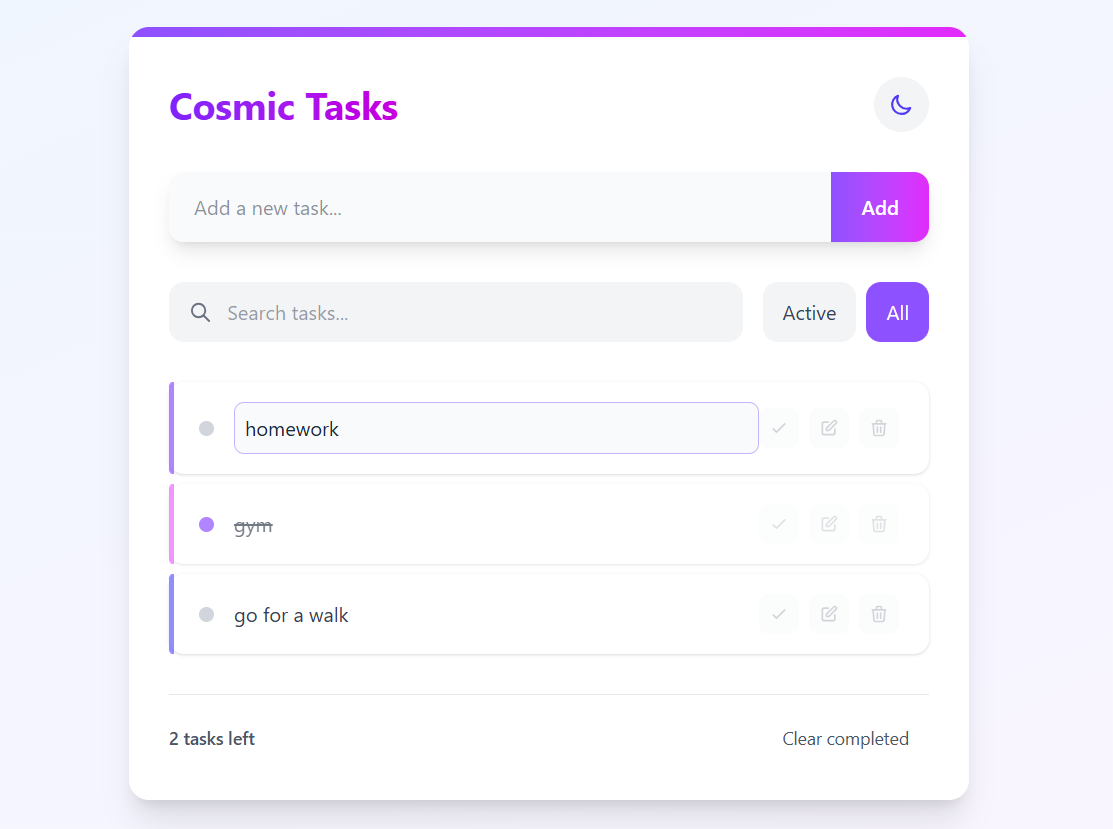 Cosmic Tasks
Add a new task...
Add
Search tasks...
Active
All
homework
gym
go for a walk
2 tasks left
Clear completed